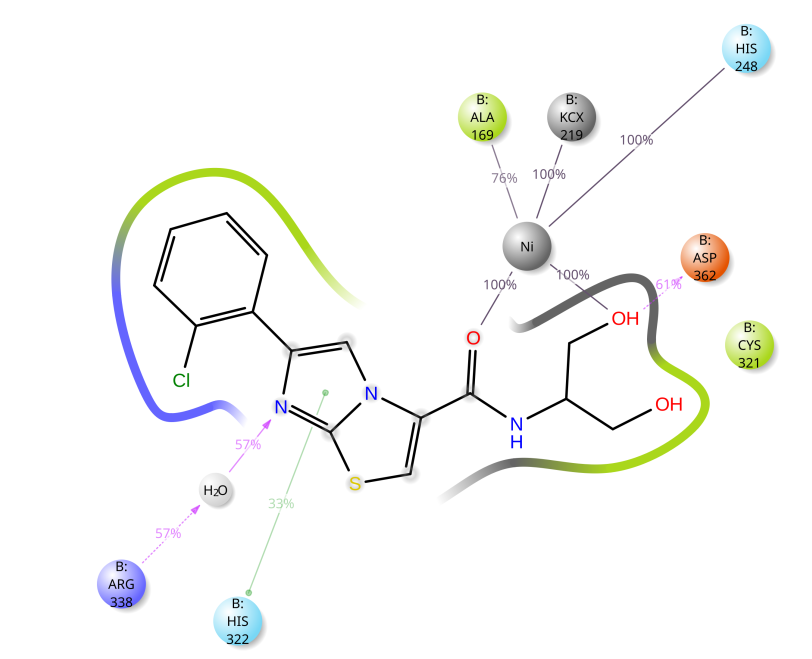 B:
HIS
248
B:
ALA
169
B:
KCX
219
100%
76%
100%
Ni
B:
ASP
362
100%
100%
61%
OH
O
B:
CYS
321
Cl
N
N
OH
N
H
57%
S
H2O
33%
57%
B:
ARG
338
B:
HIS
322